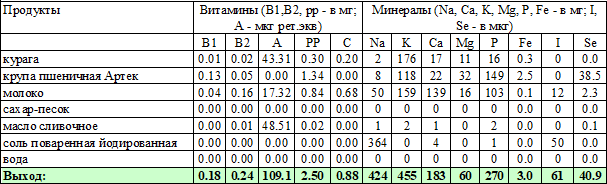 Продукты Витамины (B1,B2, pp - в мг; Минералы (Na, Ca, K, Mg, P, Fe - в мг; I,
A - мкг рет.экв) Se - в мкг)
B1 B2 A PP C Na K Ca Mg P Fe I Se
курага 0.01 0.02 43.31 0.30 0.20 2 176 17 11 16 0.3 0 0.0
крупа пшеничная Артек 0.13 0.05 0.00 1.34 0.00 8 118 22 32 149 2.5 0 38.5
молоко 0.04 0.16 17.32 0.84 0.68 50 159 139 16 103 0.1 12 2.3
сахар-песок 0.00 0.00 0.00 0.00 0.00 0 0 0 0 0 0.0 0 0.0
масло сливочное 0.00 0.01 48.51 0.02 0.00 1 2 1 0 2 0.0 0 0.1
соль поваренная йодированная 0.00 0.00 0.00 0.00 0.00 364 0 4 0 1 0.0 50 0.0
вода 0.00 0.00 0.00 0.00 0.00 0 0 0 0 0 0.0 0 0.0
Выход: 0.18 0.24 109.1 2.50 0.88 424 455 183 60 270 3.0 61 40.9